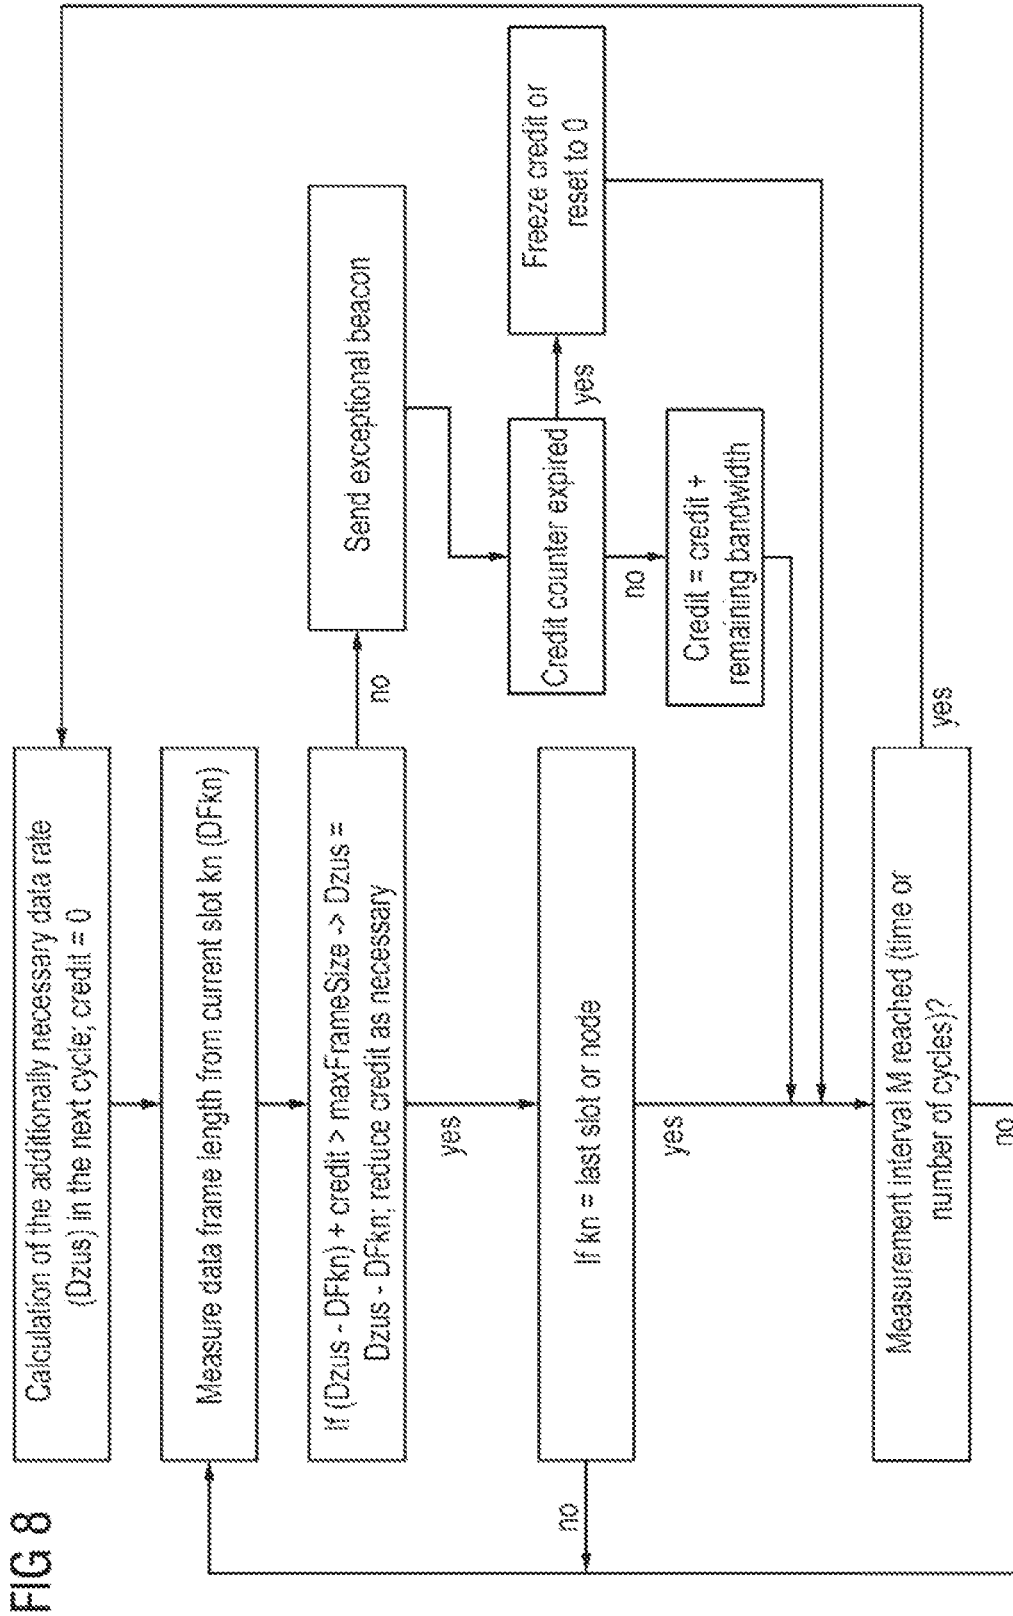 FIG 8
Calculation of the additionally necessary data rate
(Dzus) in the next cycle; credit = 0
Measure data frame length from current slot kn (DFkn)
If (Dzus - DFkn) + credit > maxFrameSize -> Dzus =
Dzus - DFkn; reduce credit as necessary
no
Send exceptional beacon
yes
Credit counter expired
yes
Freeze credit or
reset to 0
no
Credit = credit +
remaining bandwidth
If kn = last slot or node
no
yes
Measurement interval M reached (time or
number of cycles)?
yes
no